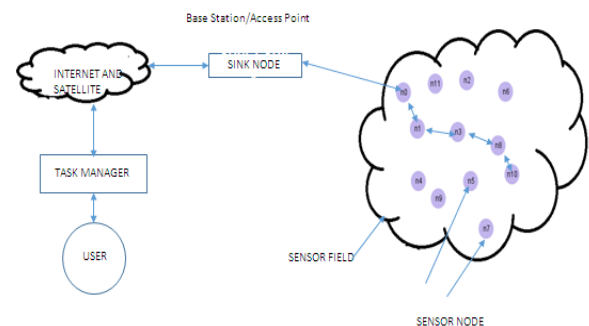 Base Station/Access Point
INTERNET AND
SATELLITE
SINK NODE
n0
n11
n2
n6
n1
n3
n8
n10
n4
n5
n9
n7
TASK MANAGER
USER
SENSOR FIELD
SENSOR NODE